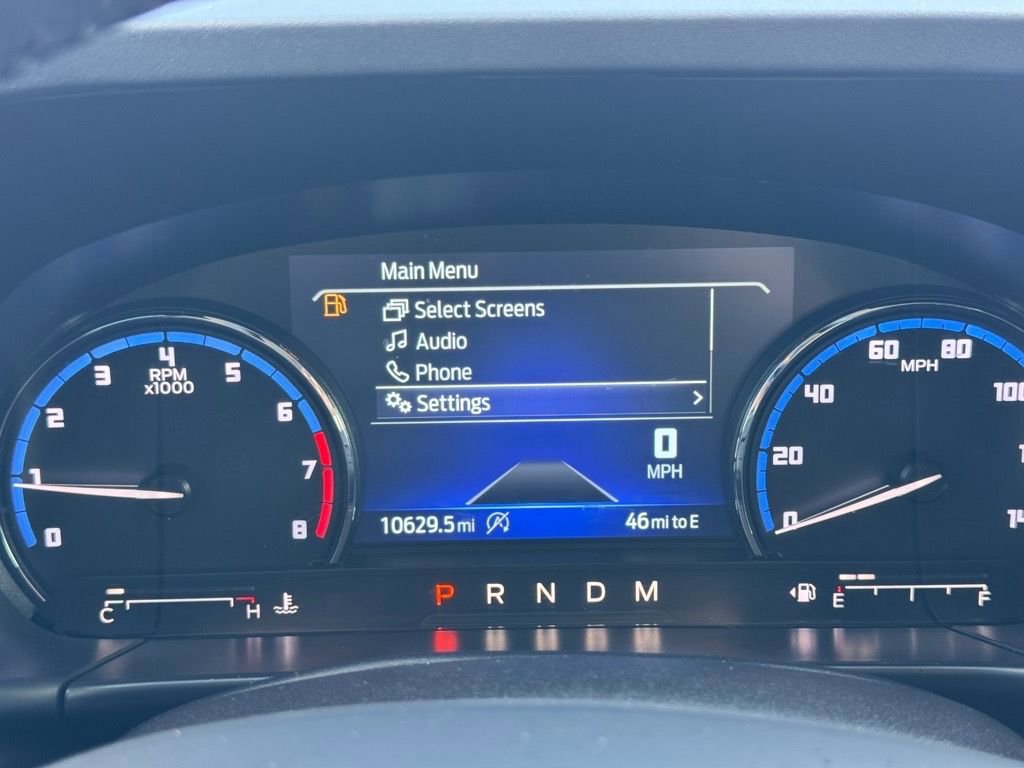 Main Menu
Select Screens
Audio
Phone
Settings
0
MPH
10629.5 mi
46 mi to E
0
1
2
3
4
5
6
7
8
RPM
x1000
0
20
40
60
80
MPH
C
H
P R N D M
E
F